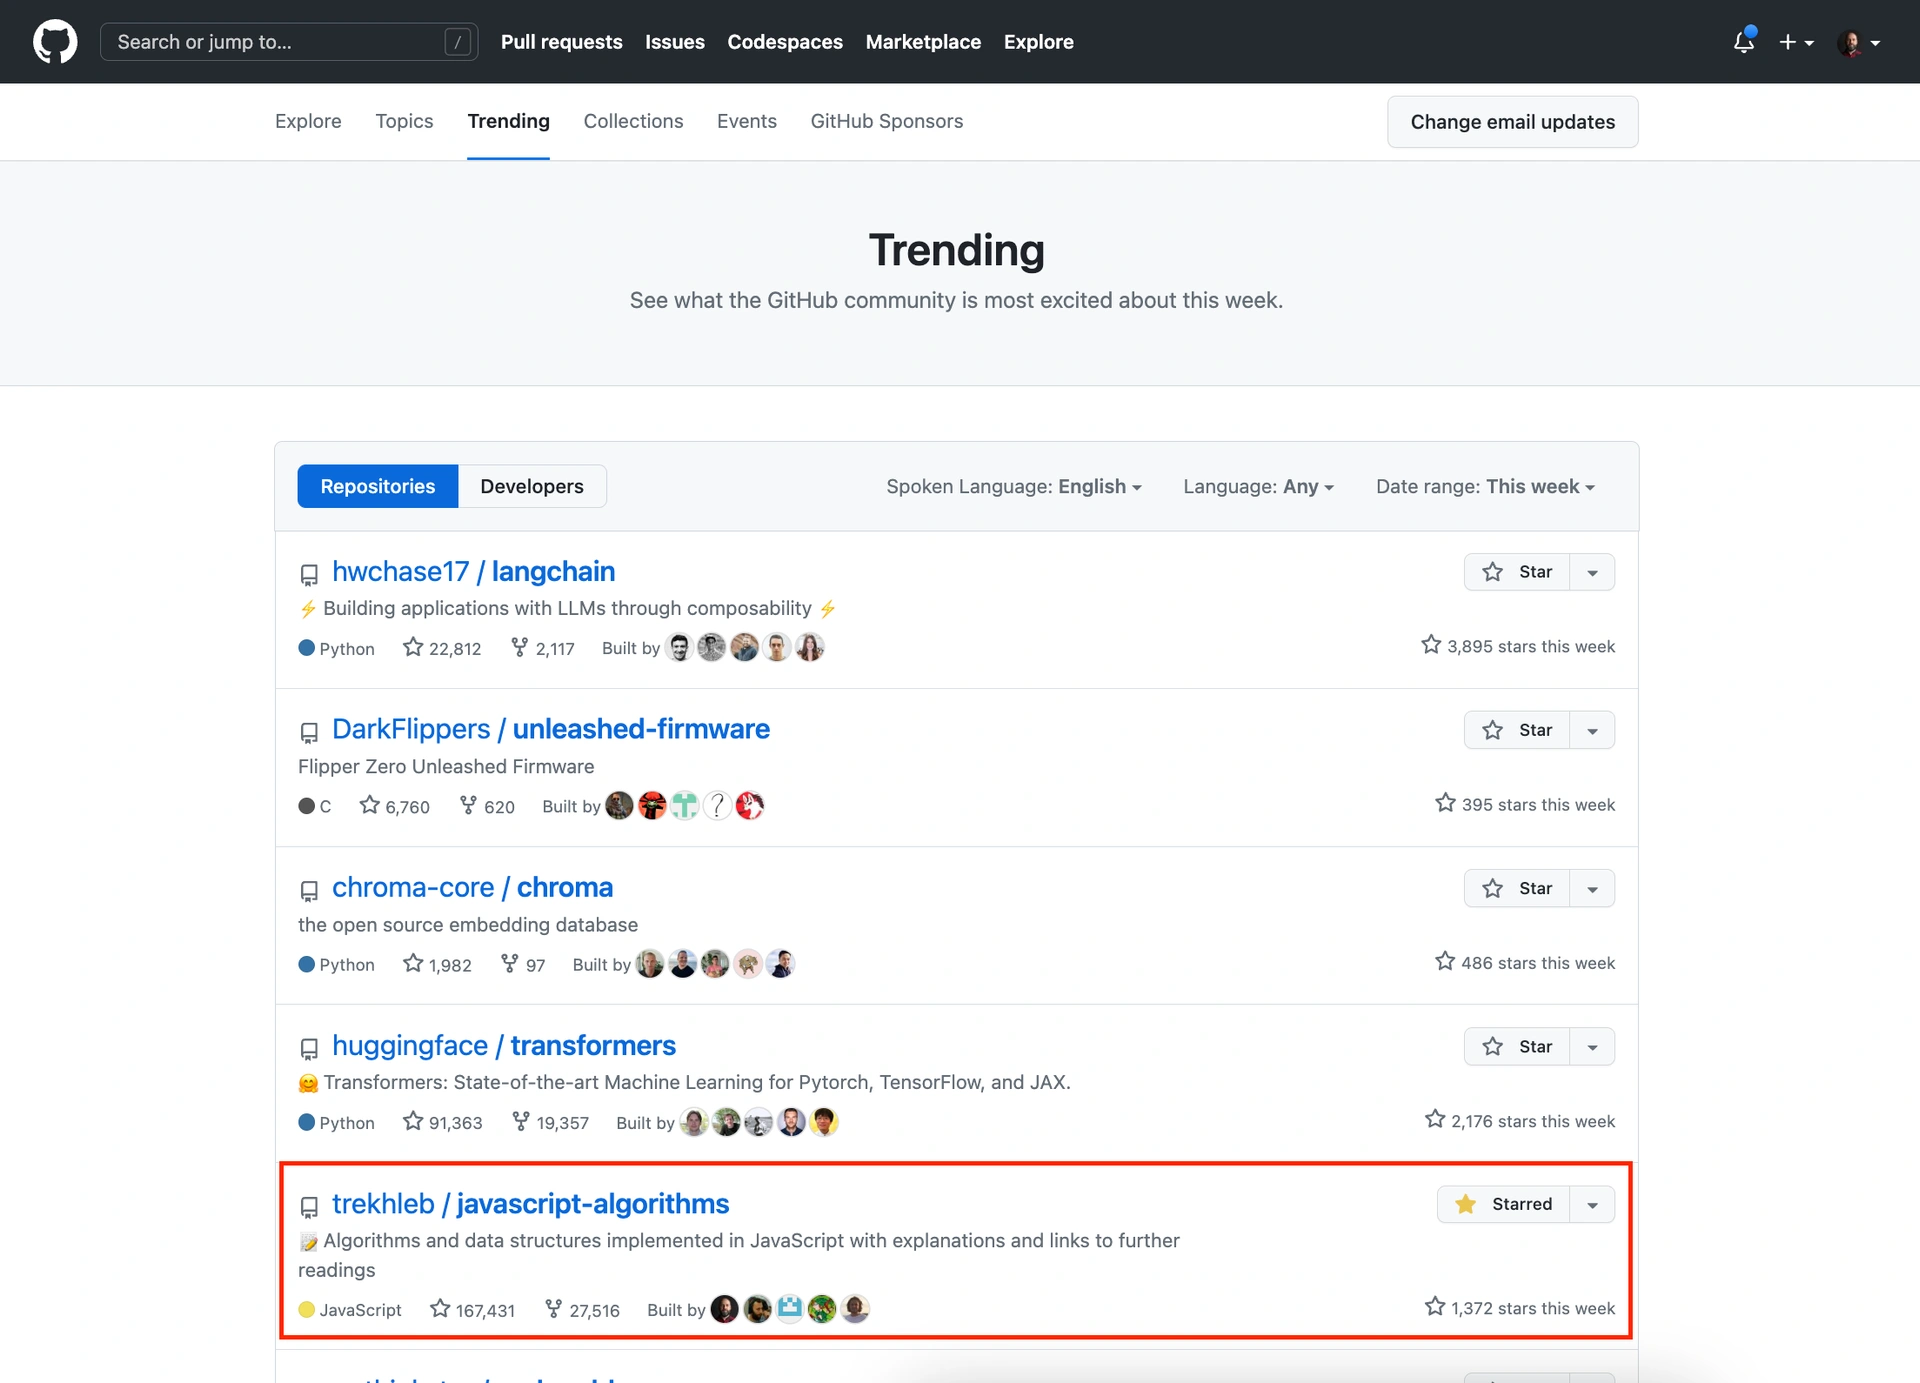 Search or jump to... / Pull requests Issues Codespaces Marketplace Explore
Explore Topics Trending Collections Events GitHub Sponsors Change email updates
Trending
See what the GitHub community is most excited about this week.
Repositories Developers Spoken Language: English Language: Any Date range: This week
hwchase17 / langchain Star
⚡ Building applications with LLMs through composability ⚡
Python 22,812 2,117 Built by 3,895 stars this week
DarkFlippers / unleashed-firmware Star
Flipper Zero Unleashed Firmware
C 6,760 620 Built by ? 395 stars this week
chroma-core / chroma Star
the open source embedding database
Python 1,982 97 Built by 486 stars this week
huggingface / transformers Star
🤗 Transformers: State-of-the-art Machine Learning for Pytorch, TensorFlow, and JAX.
Python 91,363 19,357 Built by 2,176 stars this week
trekhleb / javascript-algorithms Starred
📝 Algorithms and data structures implemented in JavaScript with explanations and links to further
readings
JavaScript 167,431 27,516 Built by 1,372 stars this week